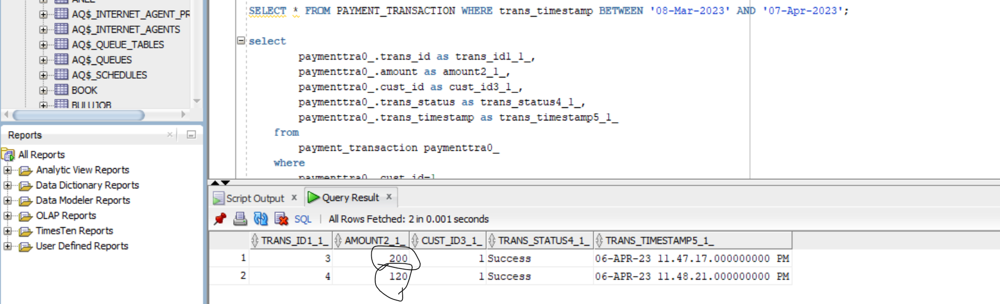 AQ$_INTERNET_AGENT_PR
AQ$_INTERNET_AGENTS
AQ$_QUEUE_TABLES
AQ$_QUEUES
AQ$_SCHEDULES
BOOK
Reports
All Reports
Analytic View Reports
Data Dictionary Reports
Data Modeler Reports
OLAP Reports
TimesTen Reports
User Defined Reports
SELECT * FROM PAYMENT_TRANSACTION WHERE trans_timestamp BETWEEN '08-Mar-2023' AND '07-Apr-2023';
select
paymenttra0_.trans_id as trans_id1_1_,
paymenttra0_.amount as amount2_1_,
paymenttra0_.cust_id as cust_id3_1_,
paymenttra0_.trans_status as trans_status4_1_,
paymenttra0_.trans_timestamp as trans_timestamp5_1_
from
payment_transaction paymenttra0_
where
paymenttra0_.cust_id=1
Script Output x Query Result x
SQL | All Rows Fetched: 2 in 0.001 seconds
TRANS_ID1_1_ AMOUNT2_1_ CUST_ID3_1_ TRANS_STATUS4_1_ TRANS_TIMESTAMP5_1_
1 3 200 1 Success 06-APR-23 11.47.17.000000000 PM
2 4 120 1 Success 06-APR-23 11.48.21.000000000 PM